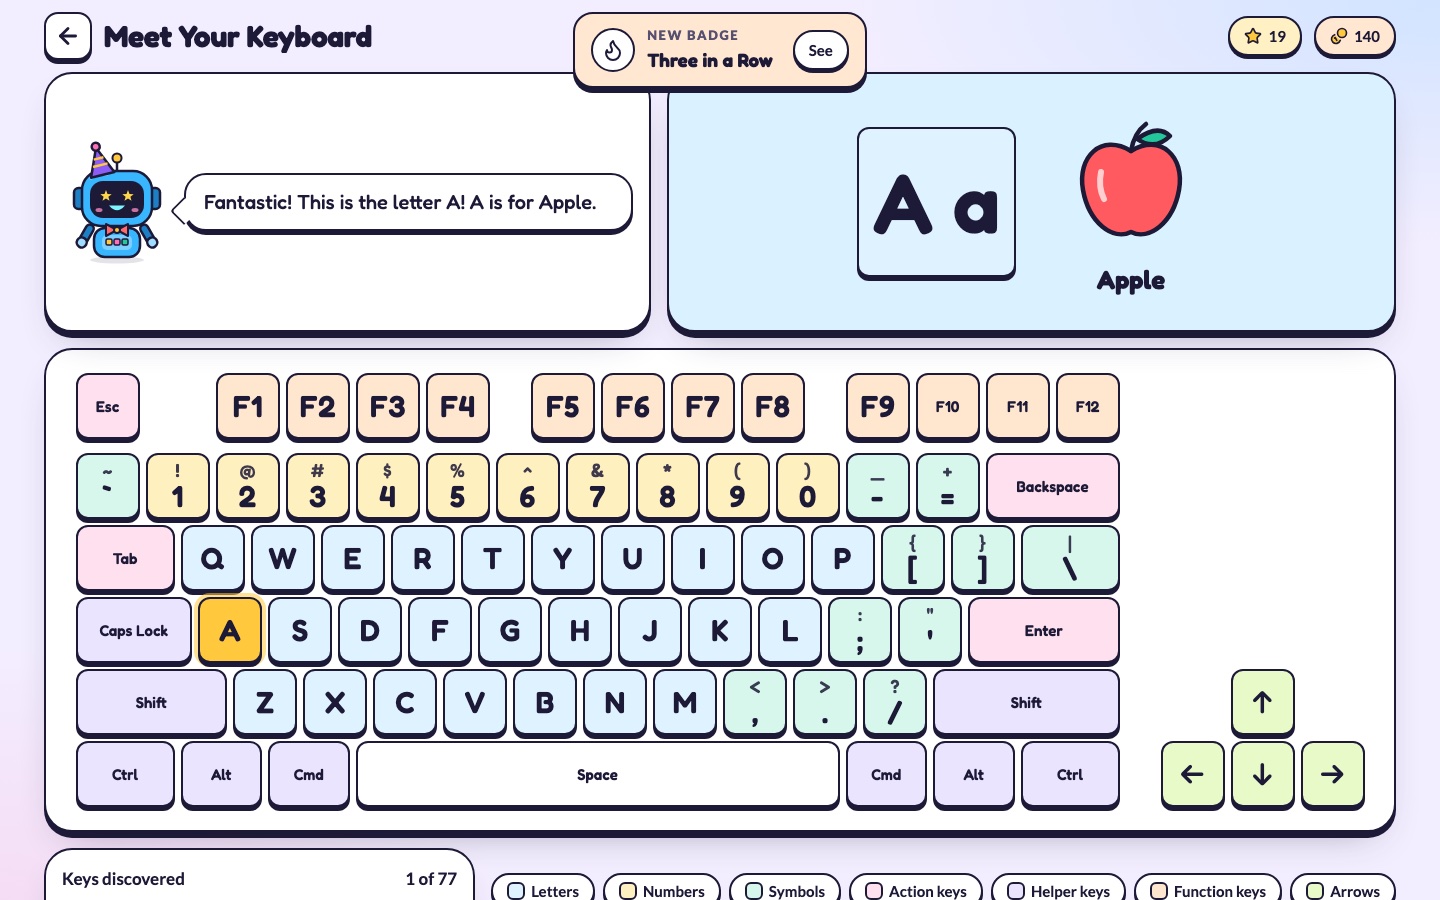 Meet Your Keyboard
NEW BADGE
Three in a Row
See
19
140
Fantastic! This is the letter A! A is for Apple.
A a
Apple
Esc F1 F2 F3 F4 F5 F6 F7 F8 F9 F10 F11 F12
~ ! @ # $ % ^ & * ( ) _ +
` 1 2 3 4 5 6 7 8 9 0 - = Backspace
Tab Q W E R T Y U I O P { [ } ] | \
Caps Lock A S D F G H J K L : ; " ' Enter
Shift Z X C V B N M < , > . ? / Shift ↑
Ctrl Alt Cmd Space Cmd Alt Ctrl ← ↓ →
Keys discovered 1 of 77
Letters Numbers Symbols Action keys Helper keys Function keys Arrows